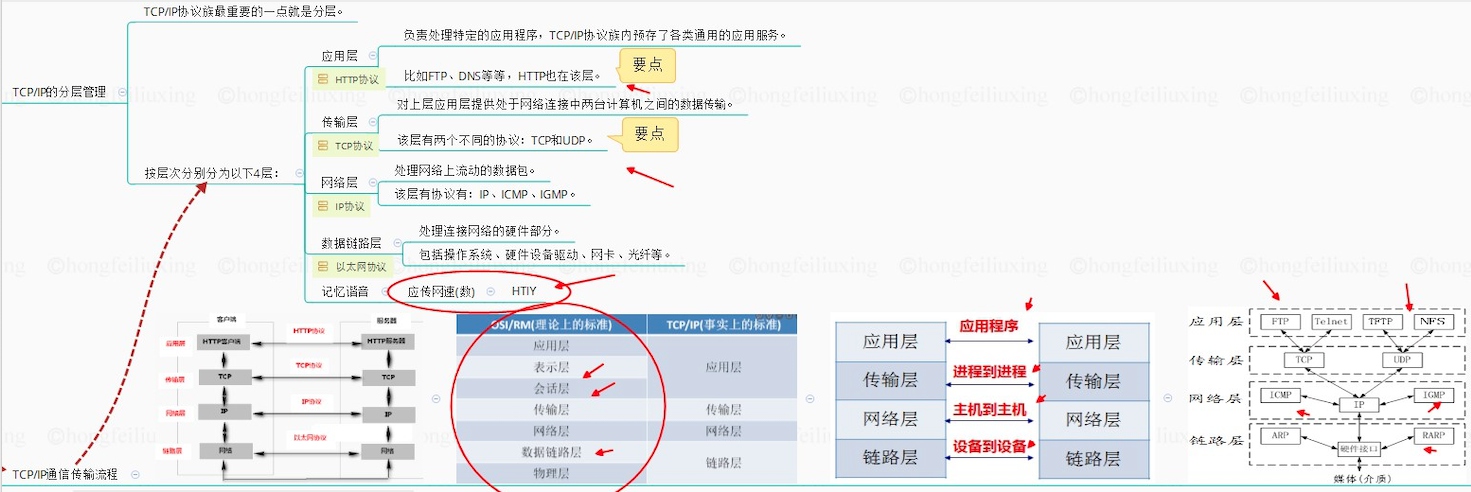 TCP/IP协议族最重要的一点就是分层。
TCP/IP的分层管理
按层次分别分为以下4层：
应用层
HTTP协议
负责处理特定的应用程序，TCP/IP协议族内预存了各类通用的应用服务。
比如FTP、DNS等等，HTTP也在该层。
要点
传输层
TCP协议
对上层应用层提供处于网络连接中两台计算机之间的数据传输。
该层有两个不同的协议：TCP和UDP。
要点
网络层
IP协议
处理网络上流动的数据包。
该层有协议有：IP、ICMP、IGMP。
数据链路层
以太网协议
处理连接网络的硬件部分。
包括操作系统、硬件设备驱动、网卡、光纤等。
记忆谐音
应传网速(数)
HTIY
©hongfeiliuxing
TCP/IP通信传输流程
客户端
服务器
应用层
HTTP客户端
HTTP协议
HTTP服务器
传输层
TCP
TCP协议
TCP
网络层
IP
IP协议
IP
链路层
网络
以太网协议
网络
OSI/RM(理论上的标准)
TCP/IP(事实上的标准)
应用层
表示层
会话层
传输层
网络层
数据链路层
物理层
应用层
传输层
网络层
链路层
应用层
应用程序
应用层
传输层
进程到进程
传输层
网络层
主机到主机
网络层
链路层
设备到设备
链路层
应用层
FTP
Telnet
TFTP
NFS
传输层
TCP
UDP
网络层
ICMP
IP
IGMP
链路层
ARP
硬件接口
RARP
媒体(介质)